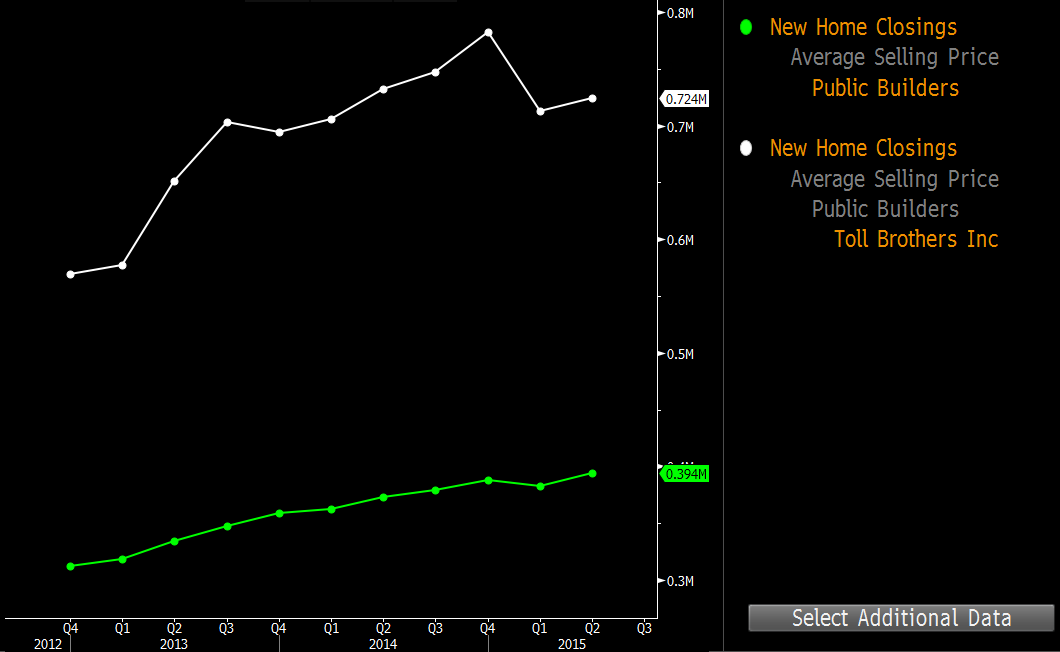 0.8M
0.724M
0.7M
0.6M
0.5M
0.394M
0.3M
Q4 Q1 Q2 Q3 Q4 Q1 Q2 Q3 Q4 Q1 Q2 Q3
2012 2013 2014 2015
New Home Closings
Average Selling Price
Public Builders
New Home Closings
Average Selling Price
Public Builders
Toll Brothers Inc
Select Additional Data